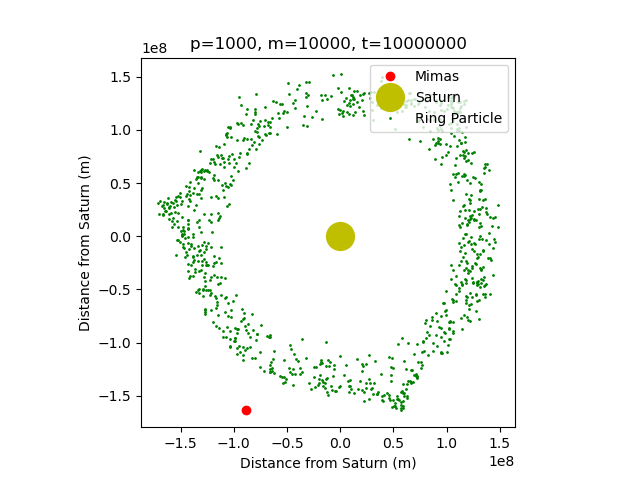 p=1000, m=10000, t=10000000
1e8
Mimas
Saturn
Ring Particle
Distance from Saturn (m)
1.5
1.0
0.5
0.0
−0.5
−1.0
−1.5
−1.5 −1.0 −0.5 0.0 0.5 1.0 1.5
1e8
Distance from Saturn (m)